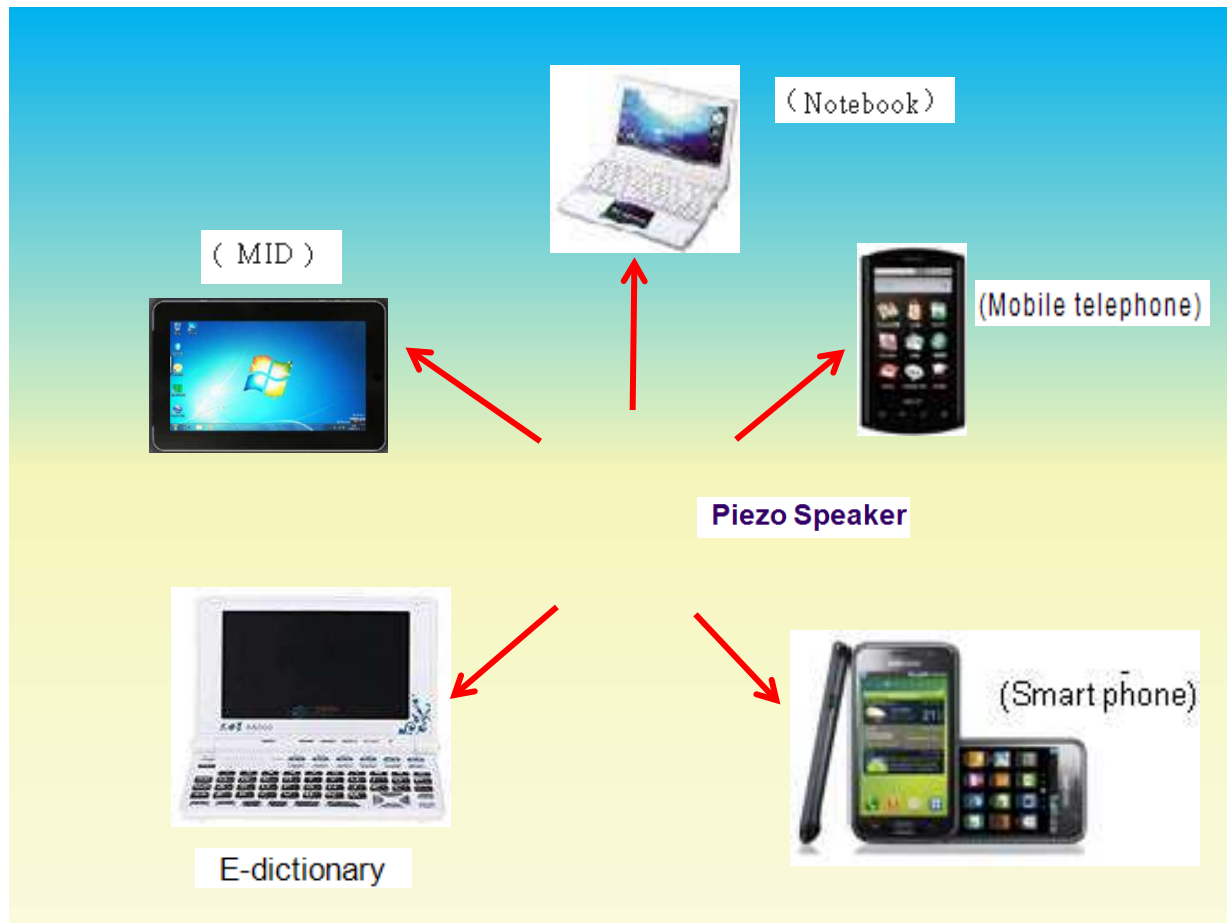 （Notebook）
( MID )
(Mobile telephone)
Piezo Speaker
(Smart phone)
E-dictionary